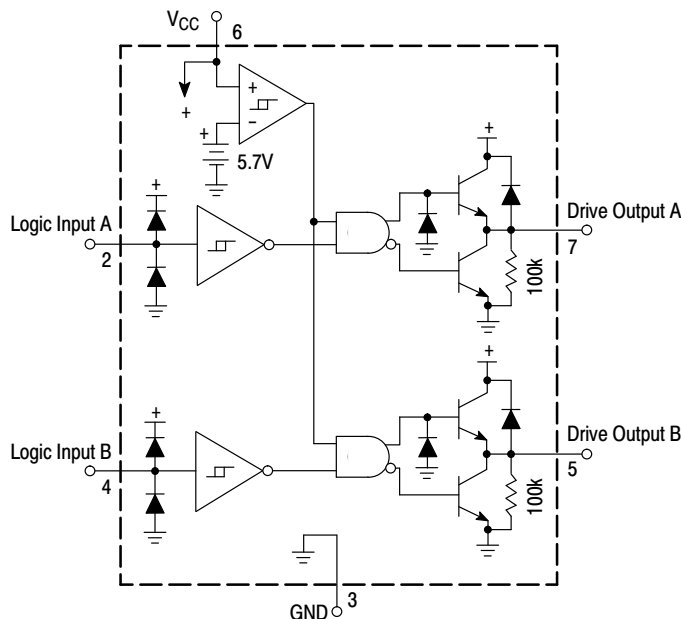 VCC
6
+
+
-
+
5.7V
+
Logic Input A
2
+
Drive Output A
7
100k
+
Logic Input B
4
+
Drive Output B
5
100k
3
GND